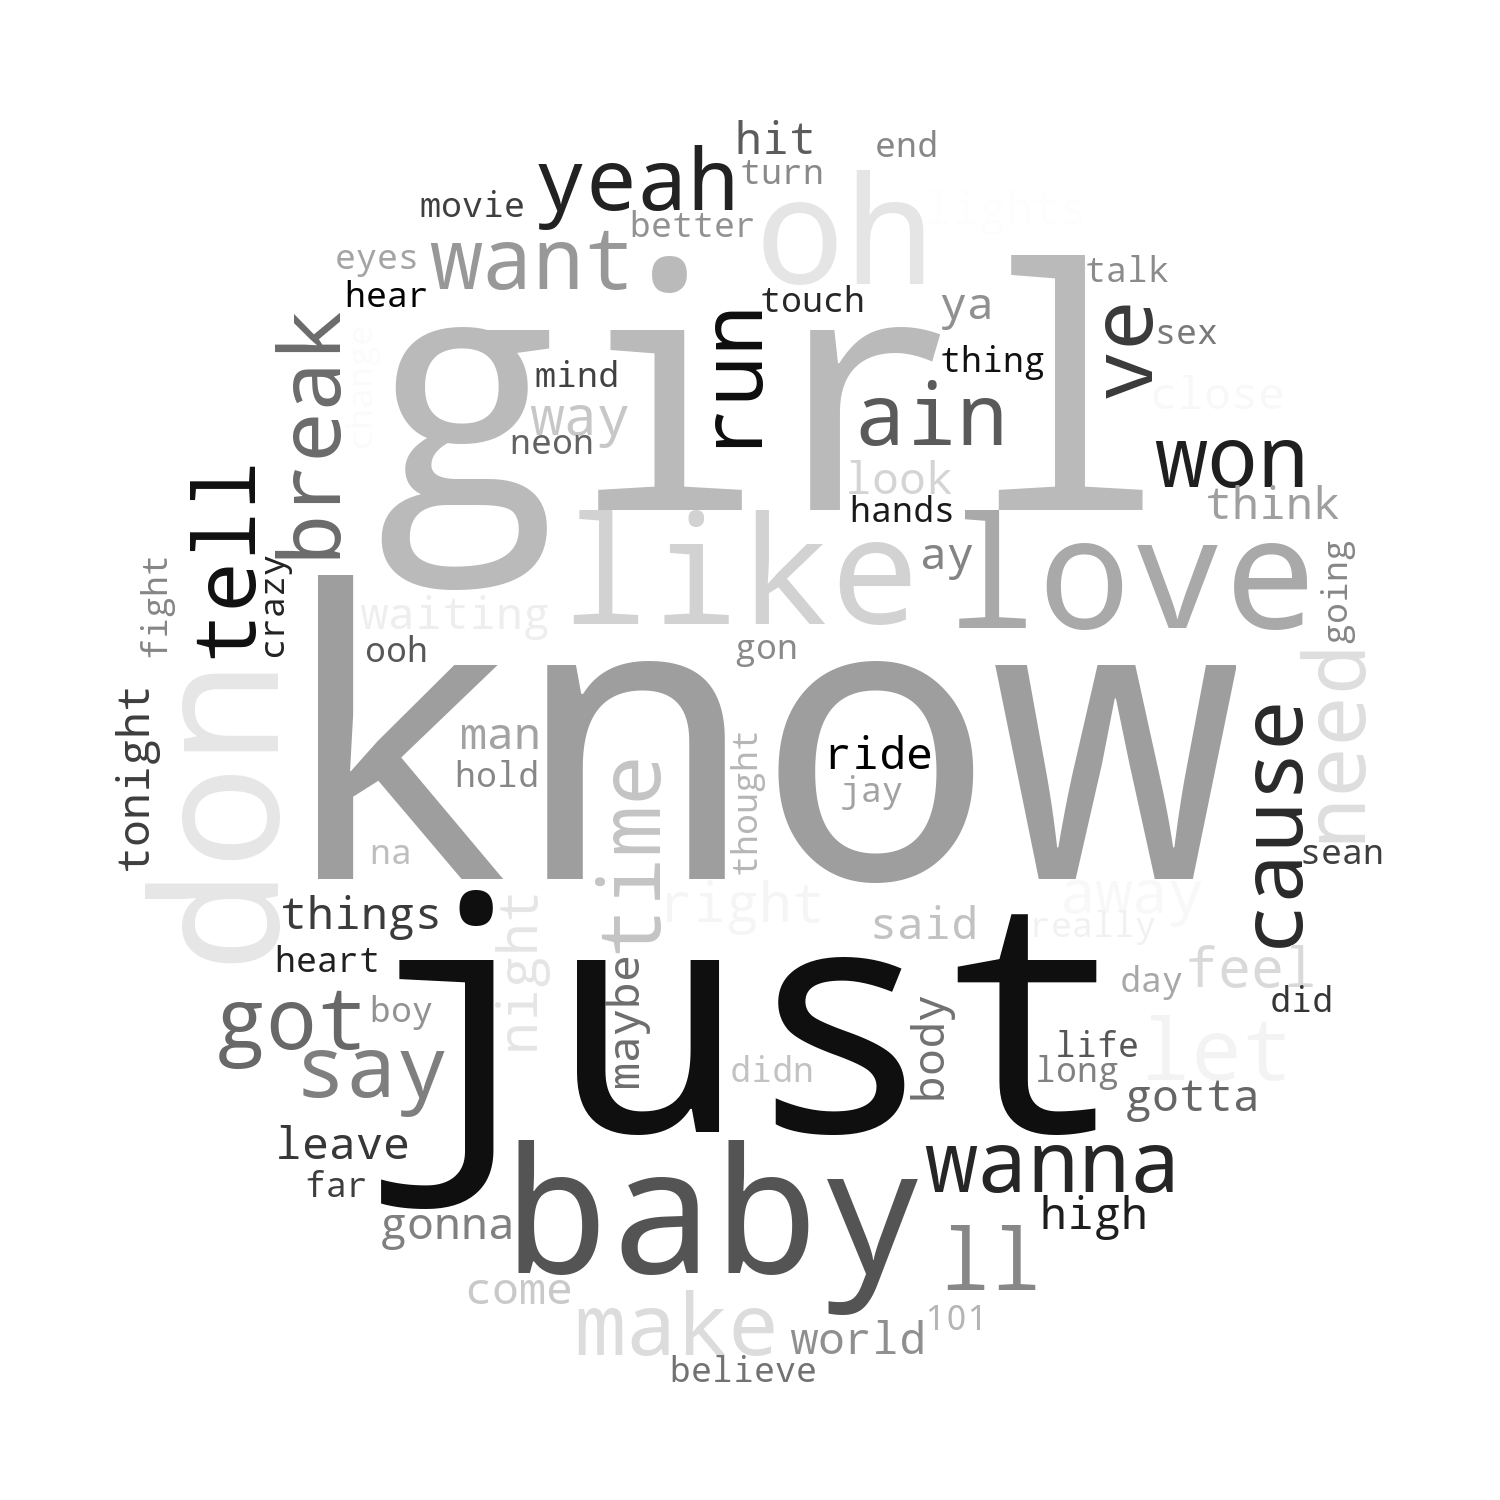 hit
end
yeah
turn
movie
better
oh
lights
eyes
want
hear
girl
touch
ya
talk
ve
sex
run
thing
change
break
mind
way
neon
ain
close
look
hands
won
think
tell
crazy
fight
like
ay
love
going
waiting
ooh
gon
know
don
need
tonight
man
hold
thought
ride
jay
cause
sean
na
time
right
away
things
said
really
night
heart
just
day
feel
did
got
boy
say
maybe
didn
body
life
long
let
gotta
leave
far
baby
wanna
high
gonna
ll
come
make
world
101
believe